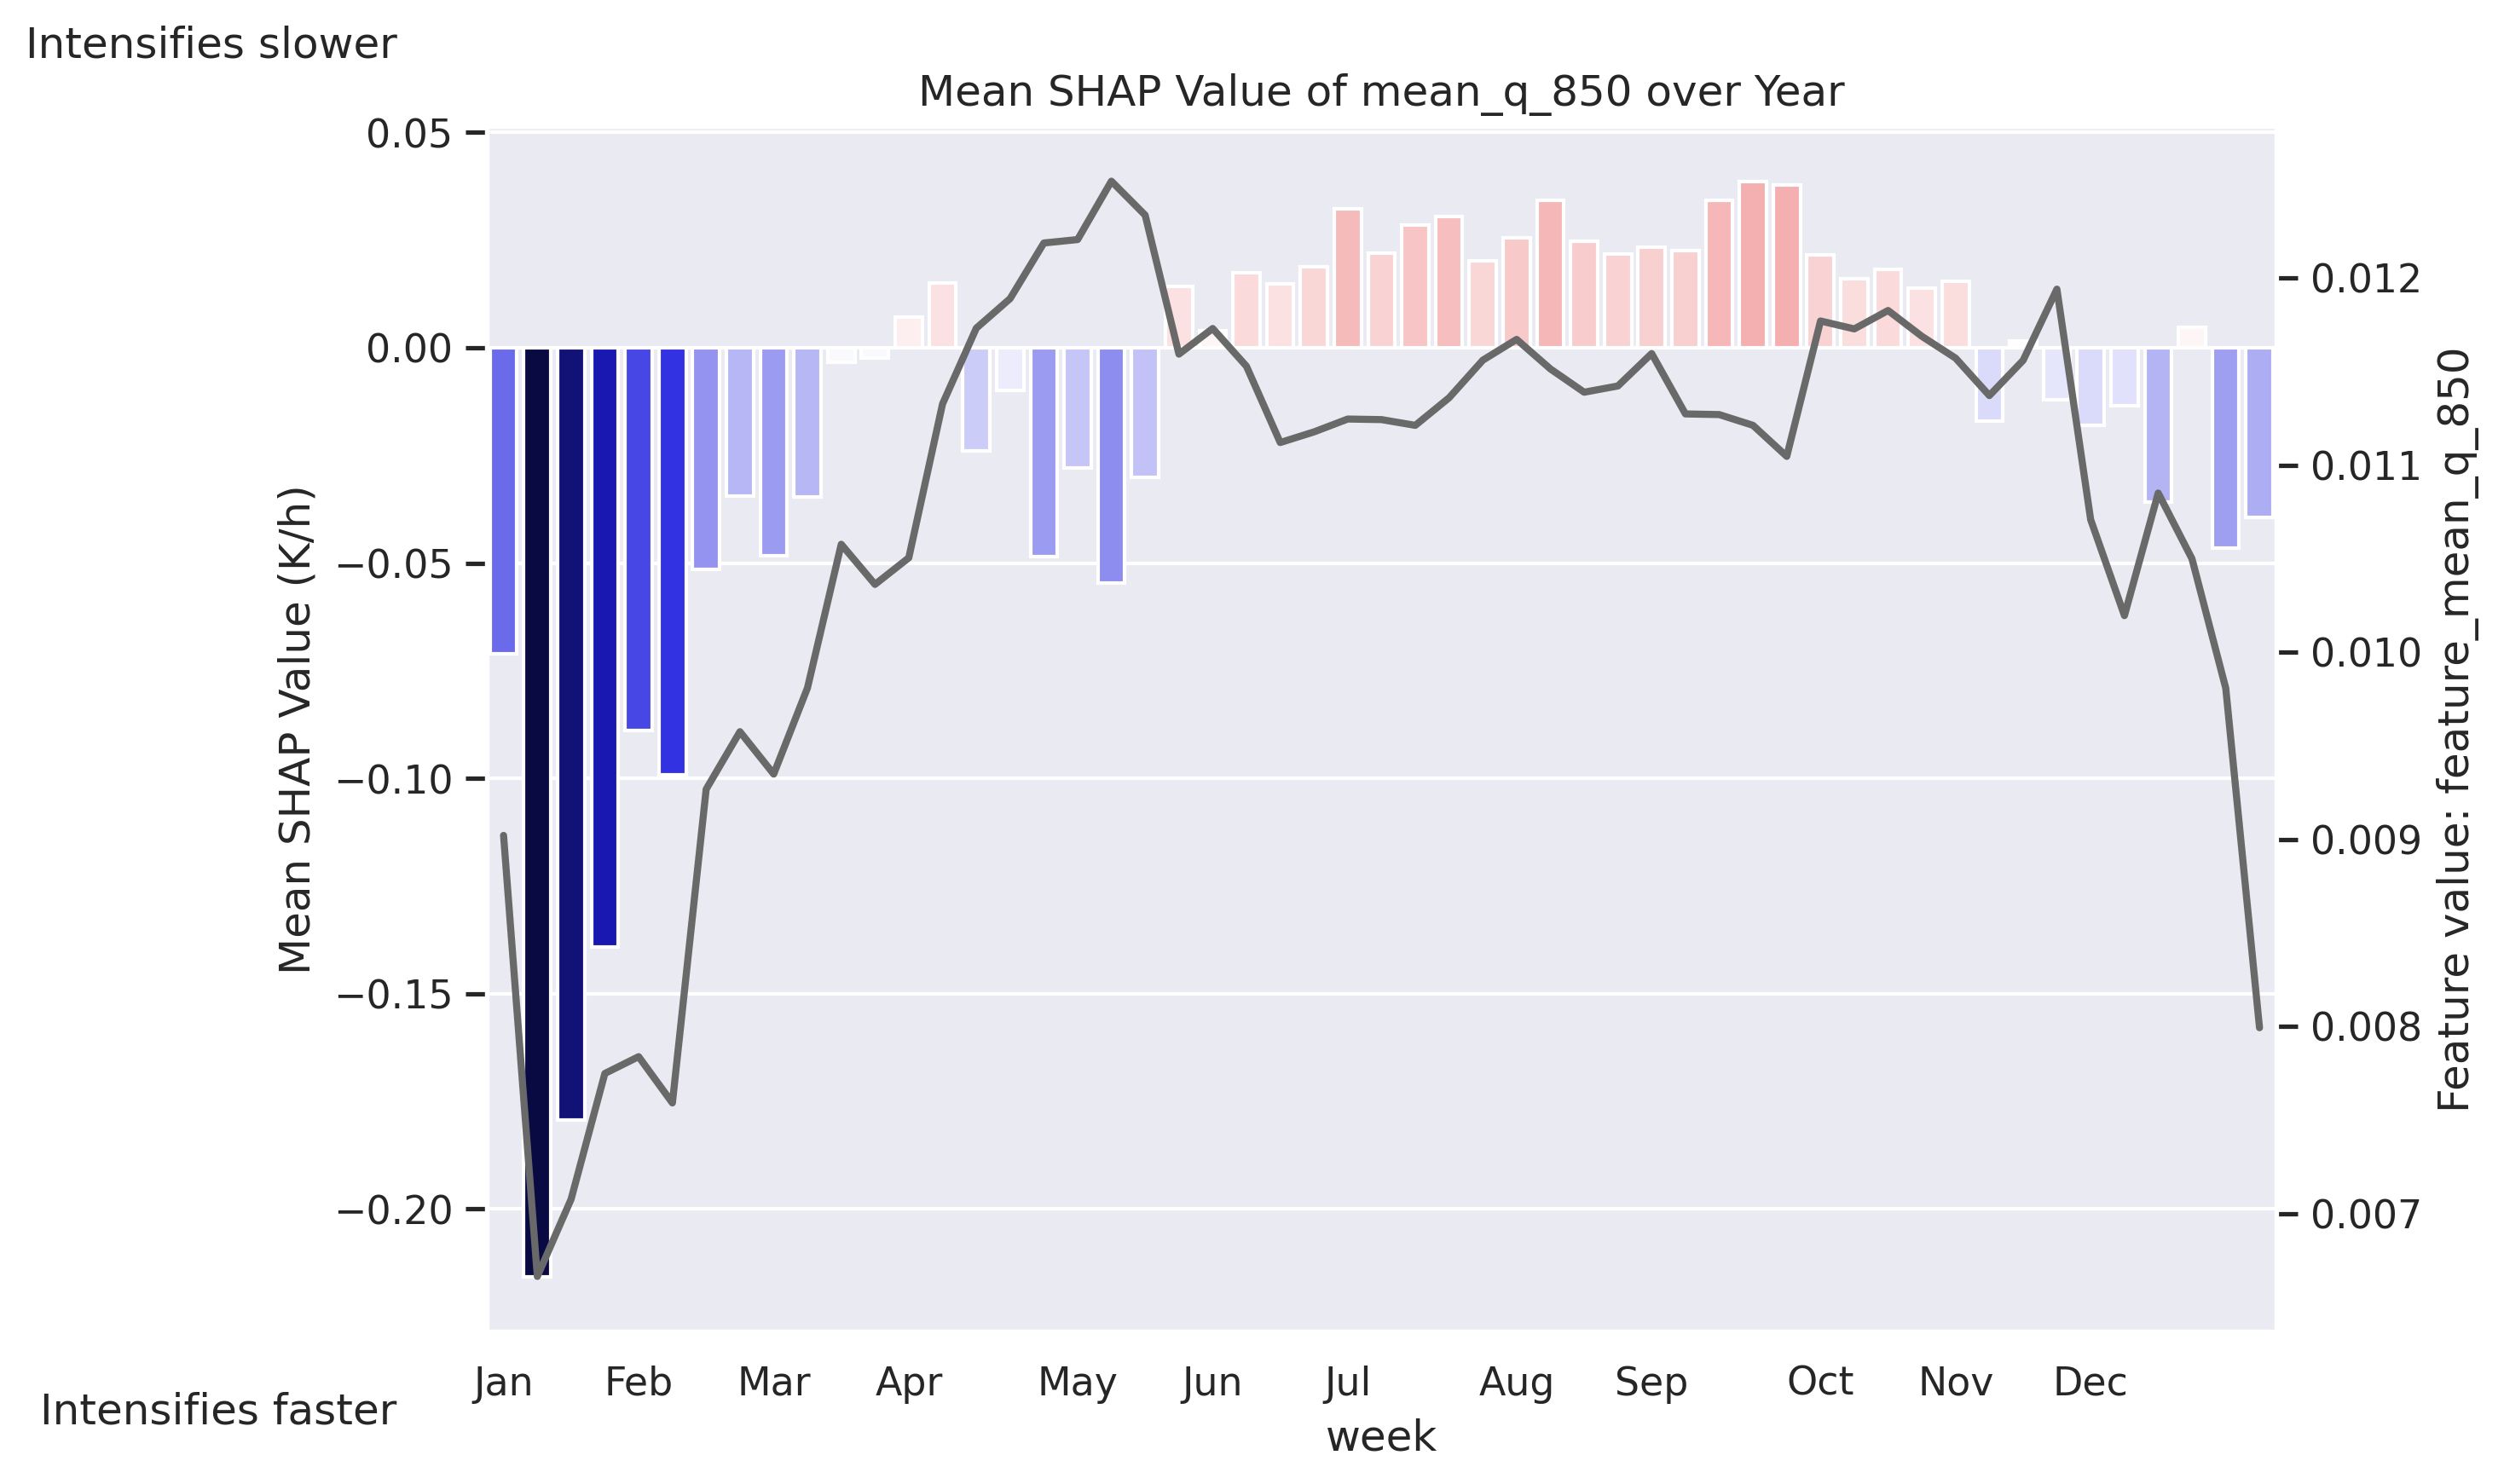 Intensifies slower
Mean SHAP Value of mean_q_850 over Year
0.05
0.00
−0.05
−0.10
−0.15
−0.20
Mean SHAP Value (K/h)
0.012
0.011
0.010
0.009
0.008
0.007
Feature value: feature_mean_q_850
Jan Feb Mar Apr May Jun Jul Aug Sep Oct Nov Dec
week
Intensifies faster